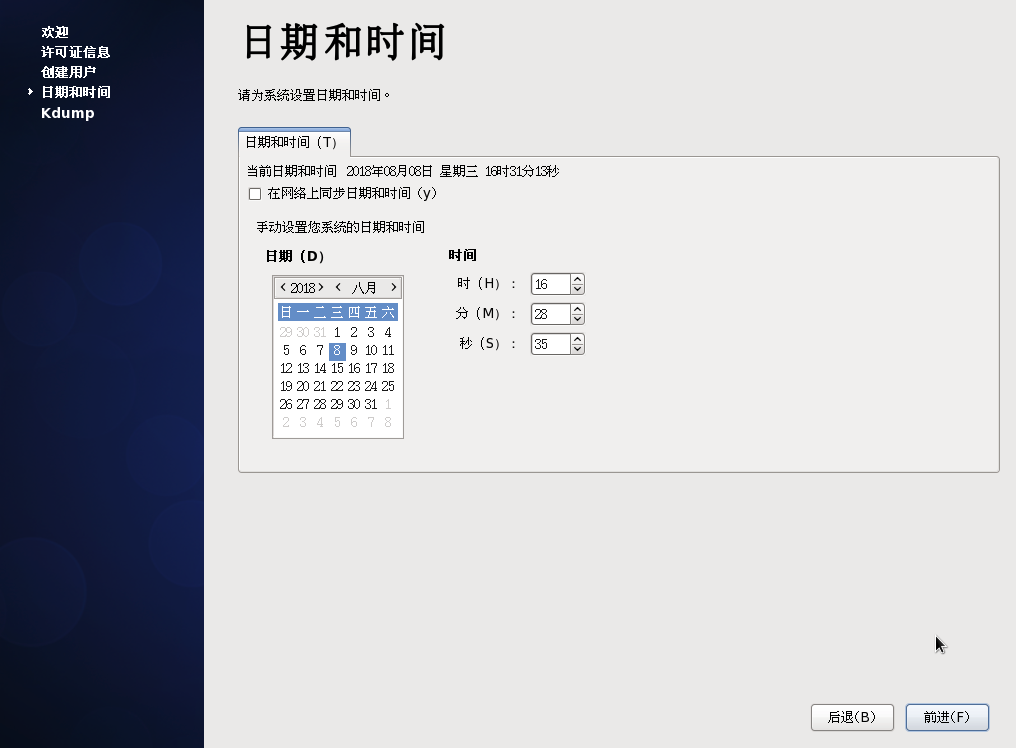 欢迎
许可证信息
创建用户
日期和时间
Kdump
日期和时间
请为系统设置日期和时间。
日期和时间（T）
当前日期和时间 2018年08月08日 星期三 16时31分13秒
在网络上同步日期和时间（y）
手动设置您系统的日期和时间
日期（D）
时间
2018 八月
日 一 二 三 四 五 六
29 30 31 1 2 3 4
5 6 7 8 9 10 11
12 13 14 15 16 17 18
19 20 21 22 23 24 25
26 27 28 29 30 31 1
2 3 4 5 6 7 8
时（H）： 16
分（M）： 28
秒（S）： 35
后退(B) 前进(F)